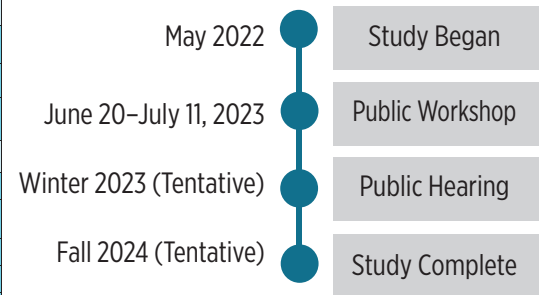 May 2022
Study Began
June 20–July 11, 2023
Public Workshop
Winter 2023 (Tentative)
Public Hearing
Fall 2024 (Tentative)
Study Complete